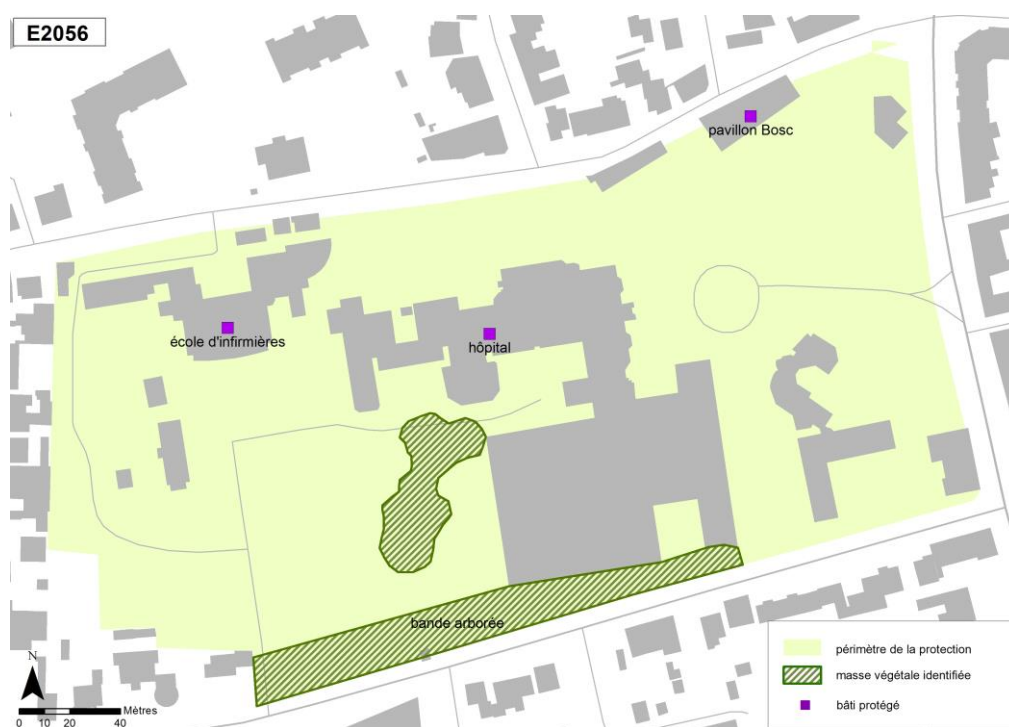 E2056
pavillon Bosc
école d'infirmières
hôpital
bande arborée
N
Mètres
0 10 20 40
périmètre de la protection
masse végétale identifiée
bâti protégé